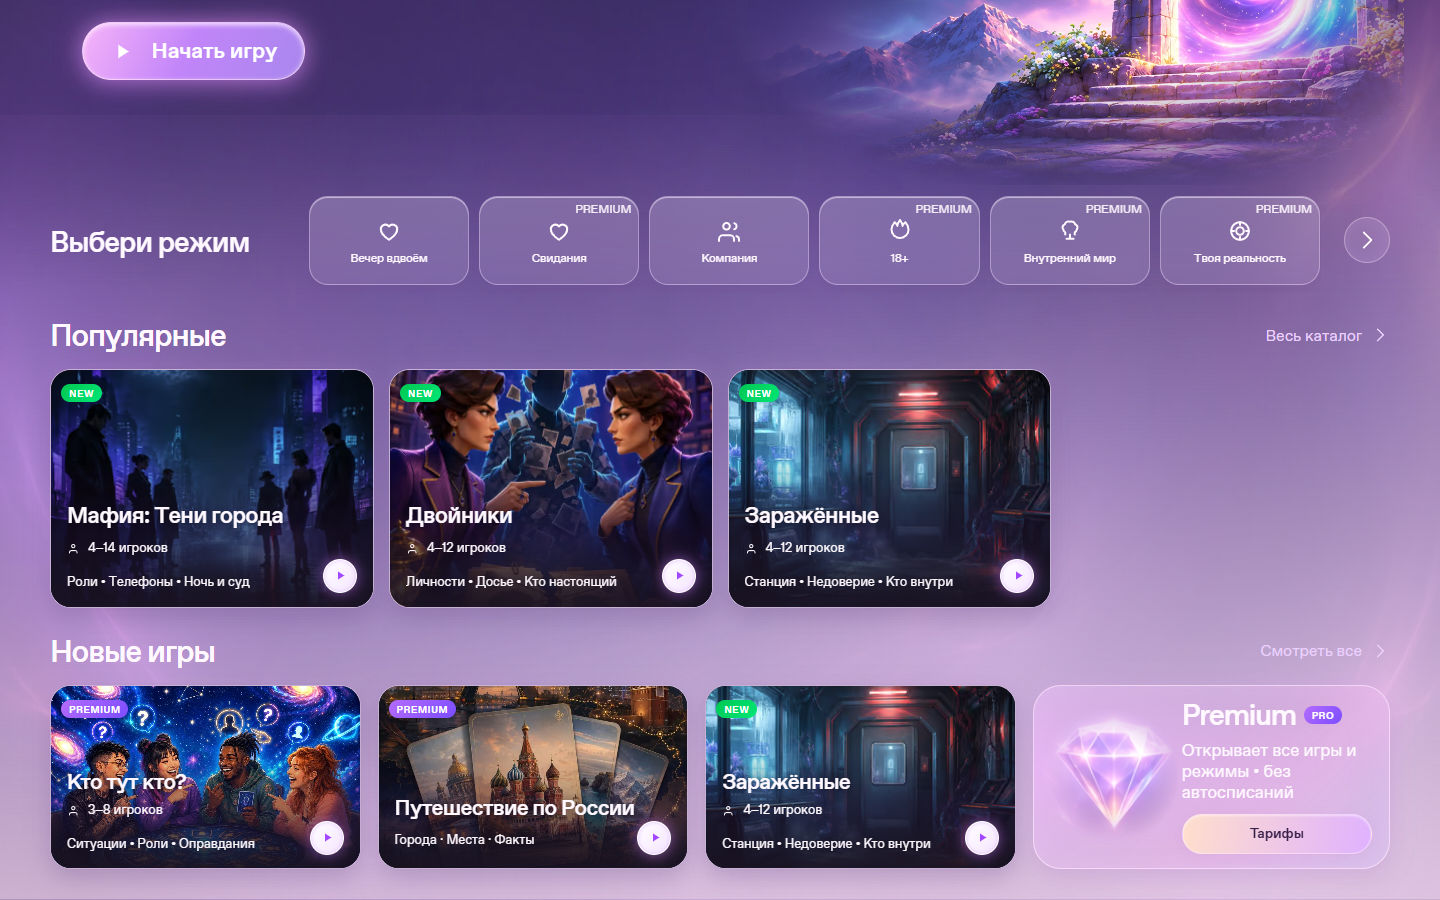 Начать игру
Выбери режим
Вечер вдвоём
PREMIUM
Свидания
Компания
PREMIUM
18+
PREMIUM
Внутренний мир
PREMIUM
Твоя реальность
Популярные
Весь каталог
NEW
Мафия: Тени города
4–14 игроков
Роли • Телефоны • Ночь и суд
NEW
Двойники
4–12 игроков
Личности • Досье • Кто настоящий
NEW
Заражённые
4–12 игроков
Станция • Недоверие • Кто внутри
Новые игры
Смотреть все
PREMIUM
Кто тут кто?
3–8 игроков
Ситуации • Роли • Оправдания
PREMIUM
Путешествие по России
Города · Места · Факты
NEW
Заражённые
4–12 игроков
Станция • Недоверие • Кто внутри
Premium PRO
Открывает все игры и
режимы • без
автосписаний
Тарифы